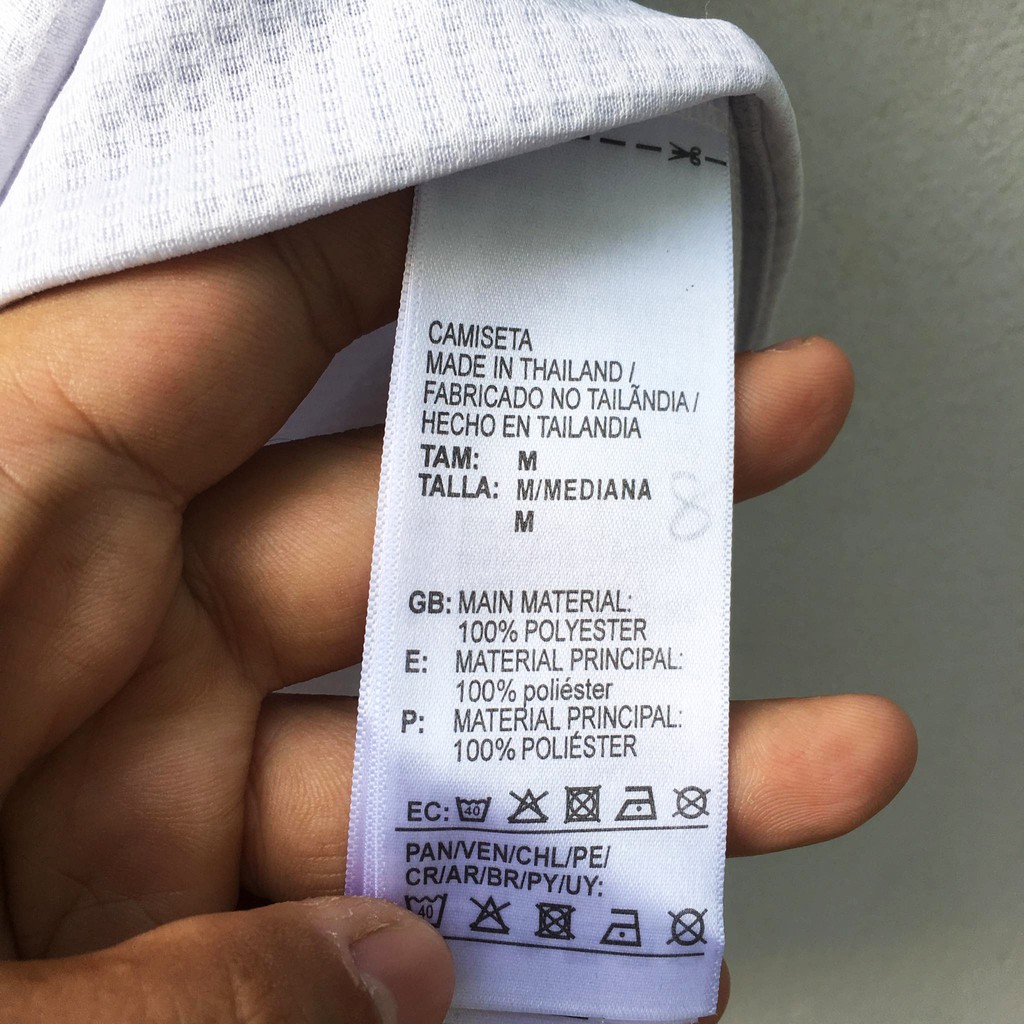 CAMISETA
MADE IN THAILAND /
FABRICADO NO TAILÃNDIA /
HECHO EN TAILANDIA
TAM: M
TALLA: M/MEDIANA
M
8
GB: MAIN MATERIAL:
100% POLYESTER
E: MATERIAL PRINCIPAL:
100% poliéster
P: MATERIAL PRINCIPAL:
100% POLIÉSTER
EC: 40
PAN/VEN/CHL/PE/
CR/AR/BR/PY/UY:
40